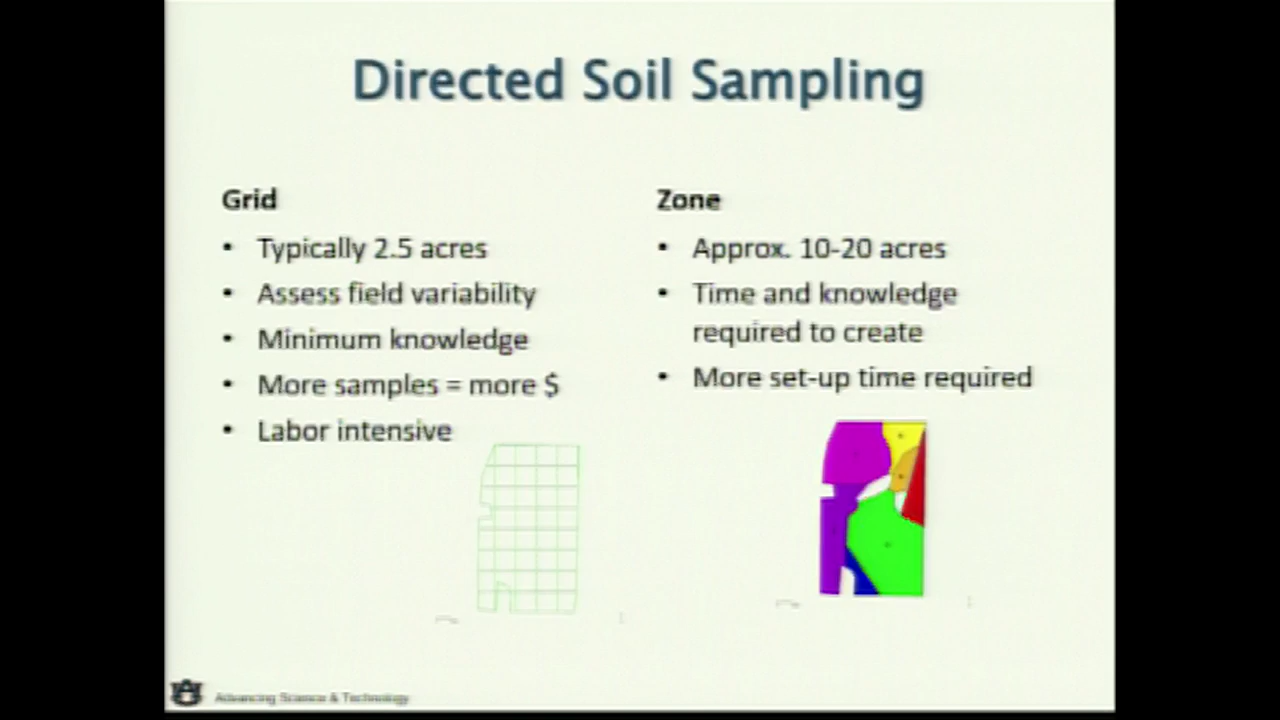 Directed Soil Sampling
Grid
• Typically 2.5 acres
• Assess field variability
• Minimum knowledge
• More samples = more $
• Labor intensive
Zone
• Approx. 10-20 acres
• Time and knowledge
required to create
• More set-up time required
Advancing Science & Technology